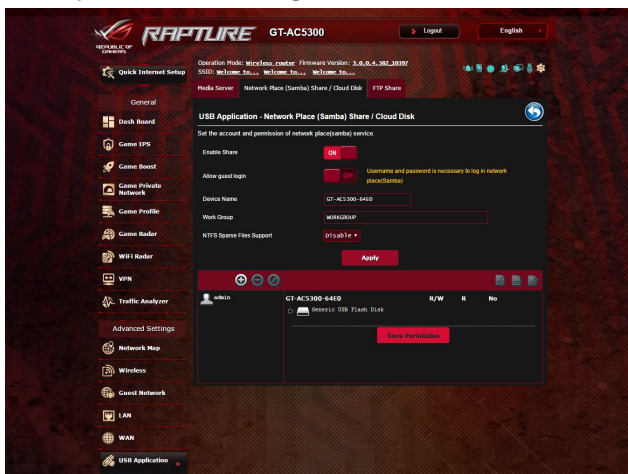 REPUBLIC OF
GAMERS
RAPTURE GT-AC5300
Logout
English
Quick Internet Setup
Operation Mode: Wireless router Firmware Version: 3.0.0.4.382_10397
SSID: Welcome to... Welcome to... Welcome to...
Media Server
Network Place (Samba) Share / Cloud Disk
FTP Share
General
Dash Board
Game IPS
Game Boost
Game Private
Network
Game Profile
Game Radar
WiFi Radar
VPN
Traffic Analyzer
Advanced Settings
Network Map
Wireless
Guest Network
LAN
WAN
USB Application
USB Application - Network Place (Samba) Share / Cloud Disk
Set the account and permission of network place(samba) service.
Enable Share
ON
Allow guest login
OFF
Username and password is necessary to log in network
place(Samba)
Device Name
GT-AC5300-64E0
Work Group
WORKGROUP
NTFS Sparse Files Support
Disable
Apply
admin
GT-AC5300-64E0 R/W R No
Generic USB Flash Disk
Save Permission